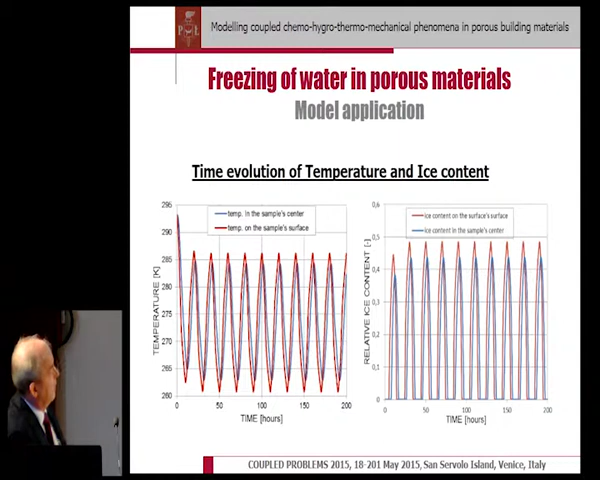 Modelling coupled chemo-hygro-thermo-mechanical phenomena in porous building materials
P Ł
Freezing of water in porous materials
Model application
Time evolution of Temperature and Ice content
295
290
285
280
275
270
265
260
TEMPERATURE [K]
temp. in the sample's center
temp. on the sample's surface
0 50 100 150 200
TIME [hours]
0,6
0,5
0,4
0,3
0,2
0,1
0
RELATIVE ICE CONTENT [-]
ice content on the surface's surface
ice content in the sample's center
0 50 100 150 200
TIME [hours]
COUPLED PROBLEMS 2015, 18-201 May 2015, San Servolo Island, Venice, Italy